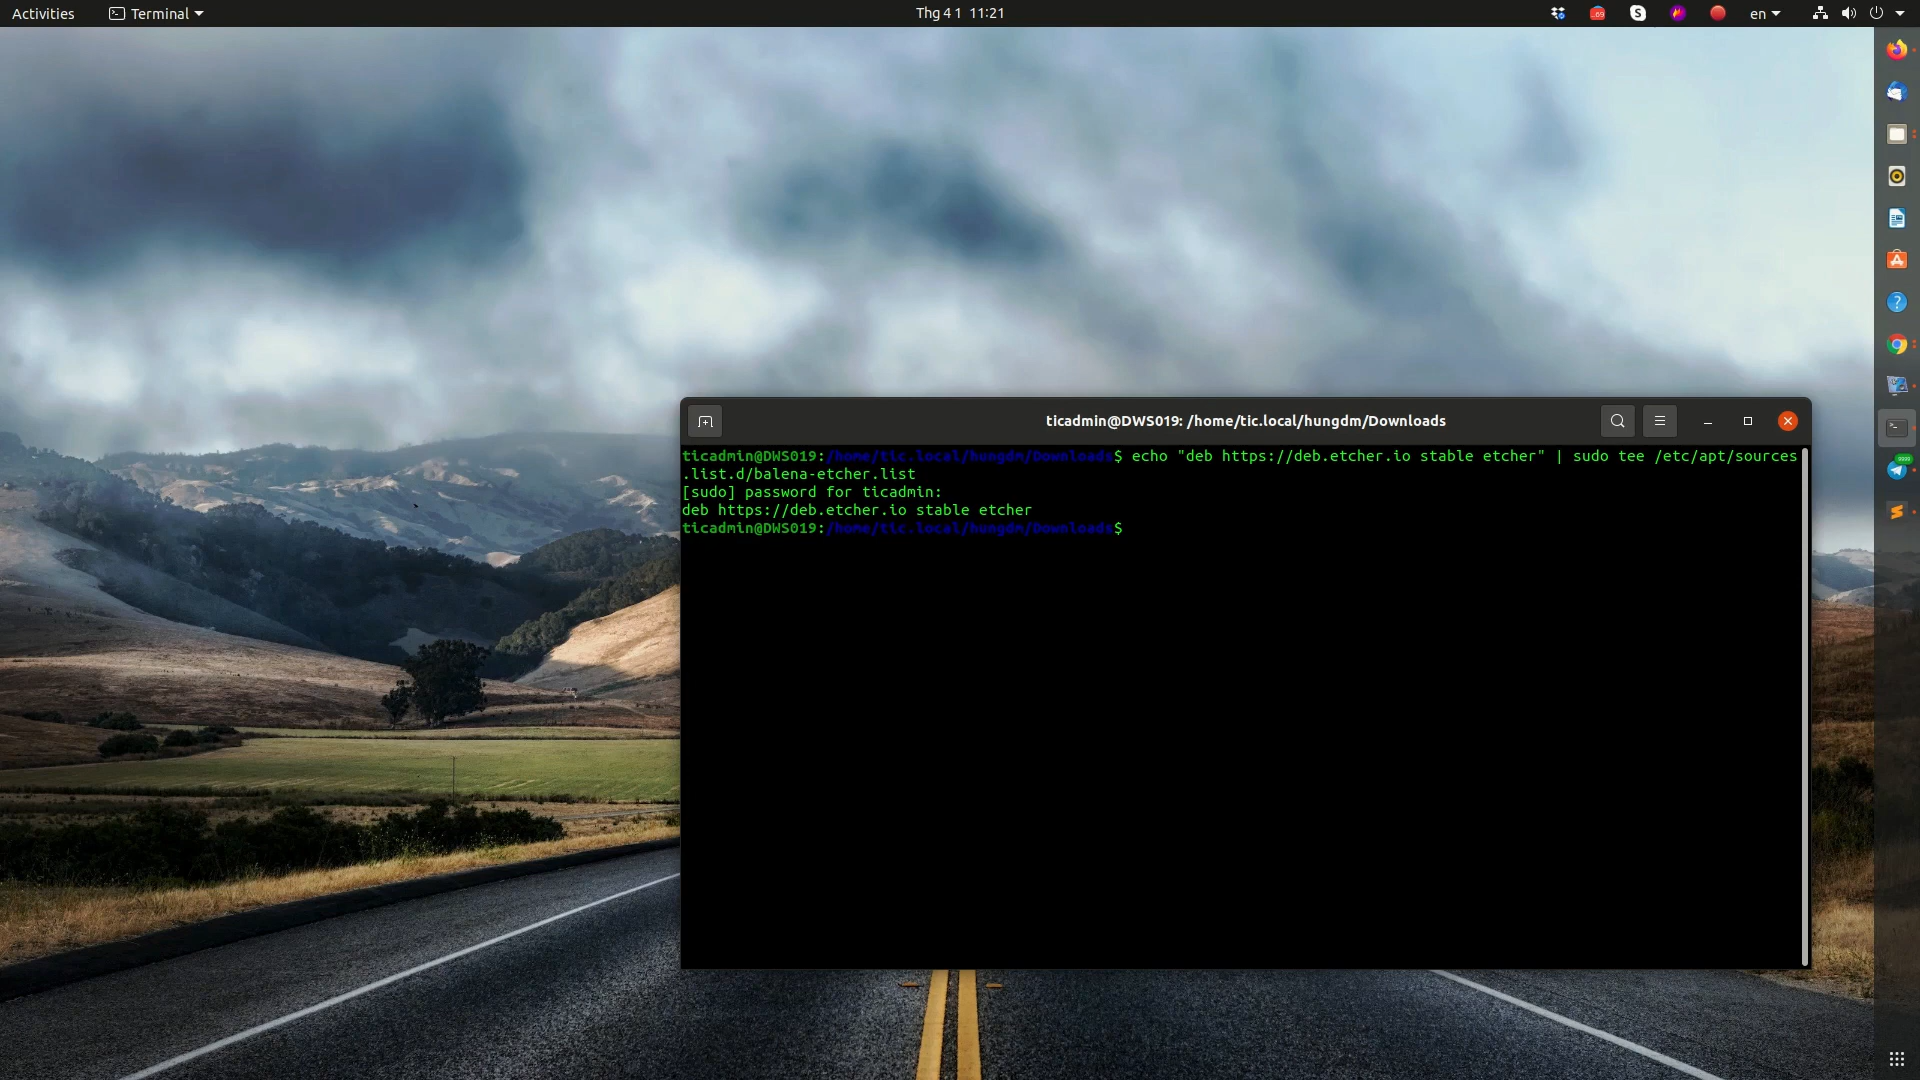 Activities
Terminal
Thg 4 1  11:21
en
ticadmin@DWS019: /home/tic.local/hungdm/Downloads
ticadmin@DWS019:/home/tic.local/hungdm/Downloads$ echo "deb https://deb.etcher.io stable etcher" | sudo tee /etc/apt/sources
.list.d/balena-etcher.list
[sudo] password for ticadmin:
deb https://deb.etcher.io stable etcher
ticadmin@DWS019:/home/tic.local/hungdm/Downloads$